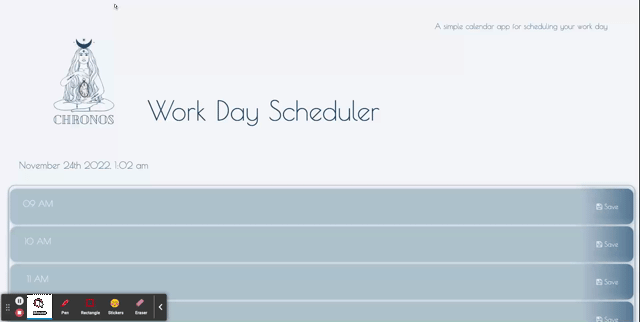 A simple calendar app for scheduling your work day
CHRONOS
Work Day Scheduler
November 24th 2022, 1:02 am
09 AM
Save
10 AM
Save
11 AM
Save
Save
Pen
Rectangle
Stickers
Eraser